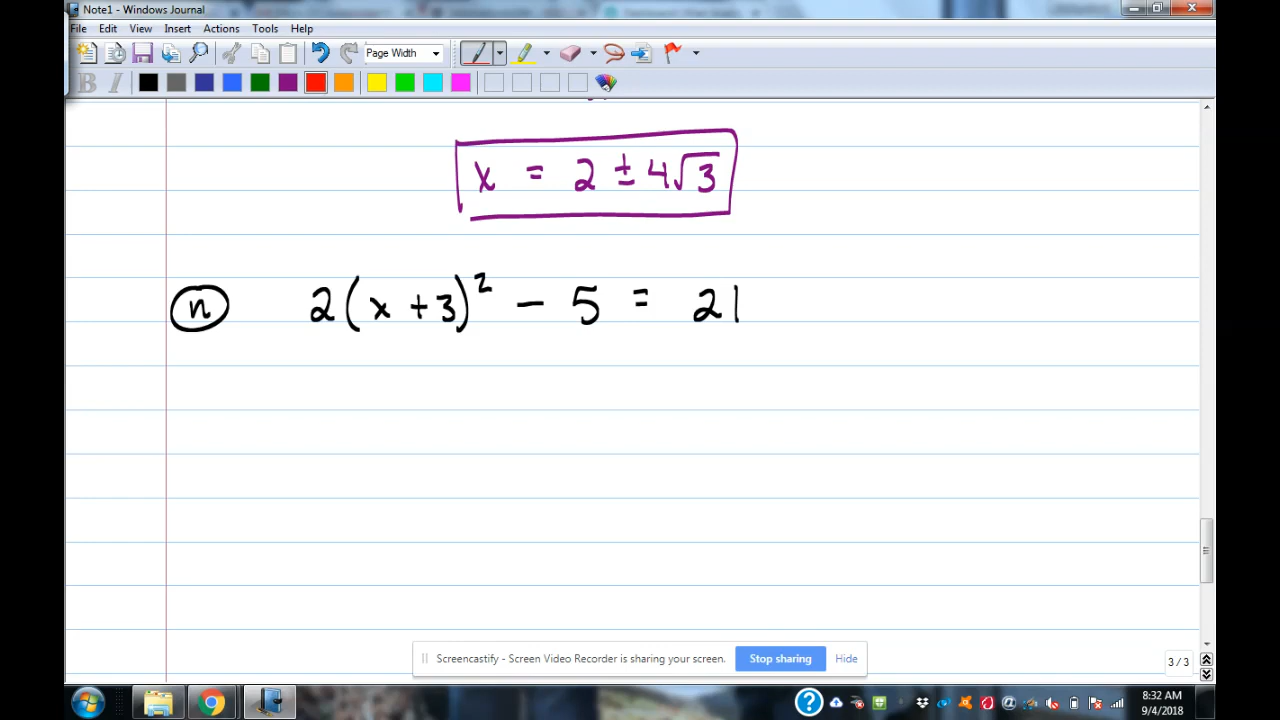 Note1 - Windows Journal
File Edit View Insert Actions Tools Help
Page Width
B I
x = 2 ± 4√3
n 2(x + 3)² - 5 = 21
Screencastify - Screen Video Recorder is sharing your screen. Stop sharing Hide
3 / 3
8:32 AM
9/4/2018